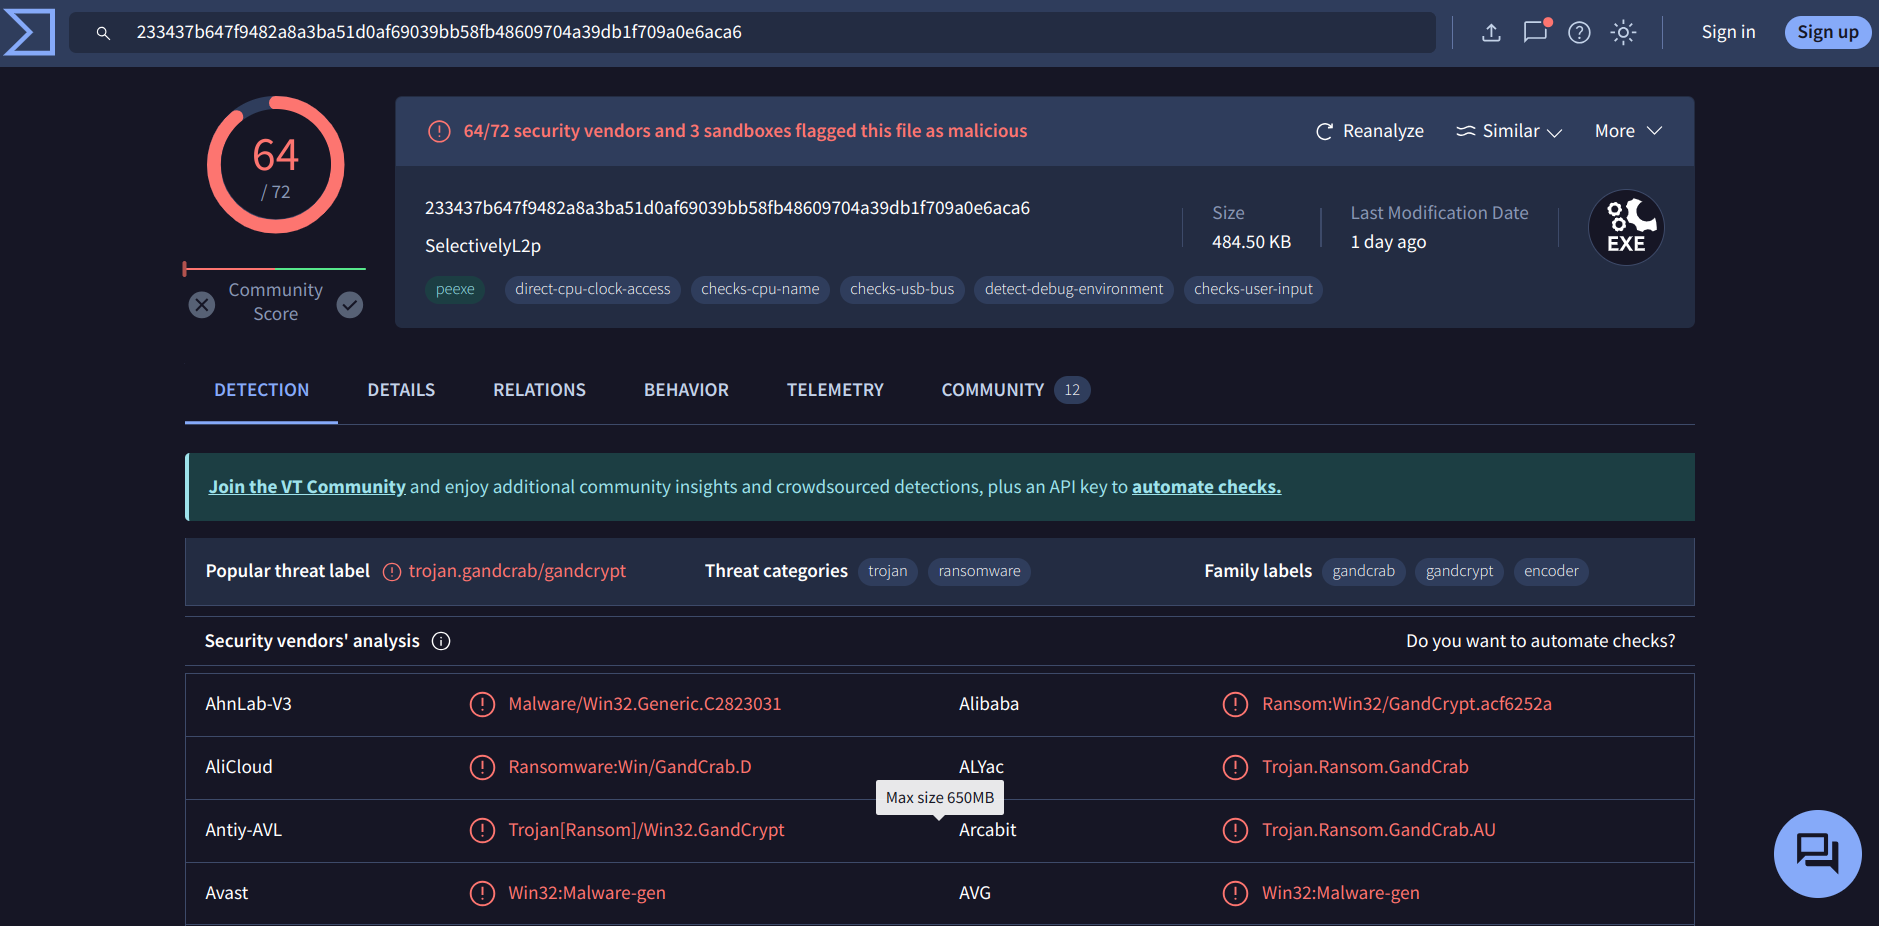 233437b647f9482a8a3ba51d0af69039bb58fb48609704a39db1f709a0e6aca6
Sign in
Sign up
64
/ 72
Community
Score
64/72 security vendors and 3 sandboxes flagged this file as malicious
Reanalyze
Similar
More
233437b647f9482a8a3ba51d0af69039bb58fb48609704a39db1f709a0e6aca6
SelectivelyL2p
Size
484.50 KB
Last Modification Date
1 day ago
EXE
peexe
direct-cpu-clock-access
checks-cpu-name
checks-usb-bus
detect-debug-environment
checks-user-input
DETECTION
DETAILS
RELATIONS
BEHAVIOR
TELEMETRY
COMMUNITY
12
Join the VT Community and enjoy additional community insights and crowdsourced detections, plus an API key to automate checks.
Popular threat label
trojan.gandcrab/gandcrypt
Threat categories
trojan
ransomware
Family labels
gandcrab
gandcrypt
encoder
Security vendors' analysis
Do you want to automate checks?
AhnLab-V3
Malware/Win32.Generic.C2823031
Alibaba
Ransom:Win32/GandCrypt.acf6252a
AliCloud
Ransomware:Win/GandCrab.D
ALYac
Trojan.Ransom.GandCrab
Max size 650MB
Antiy-AVL
Trojan[Ransom]/Win32.GandCrypt
Arcabit
Trojan.Ransom.GandCrab.AU
Avast
Win32:Malware-gen
AVG
Win32:Malware-gen